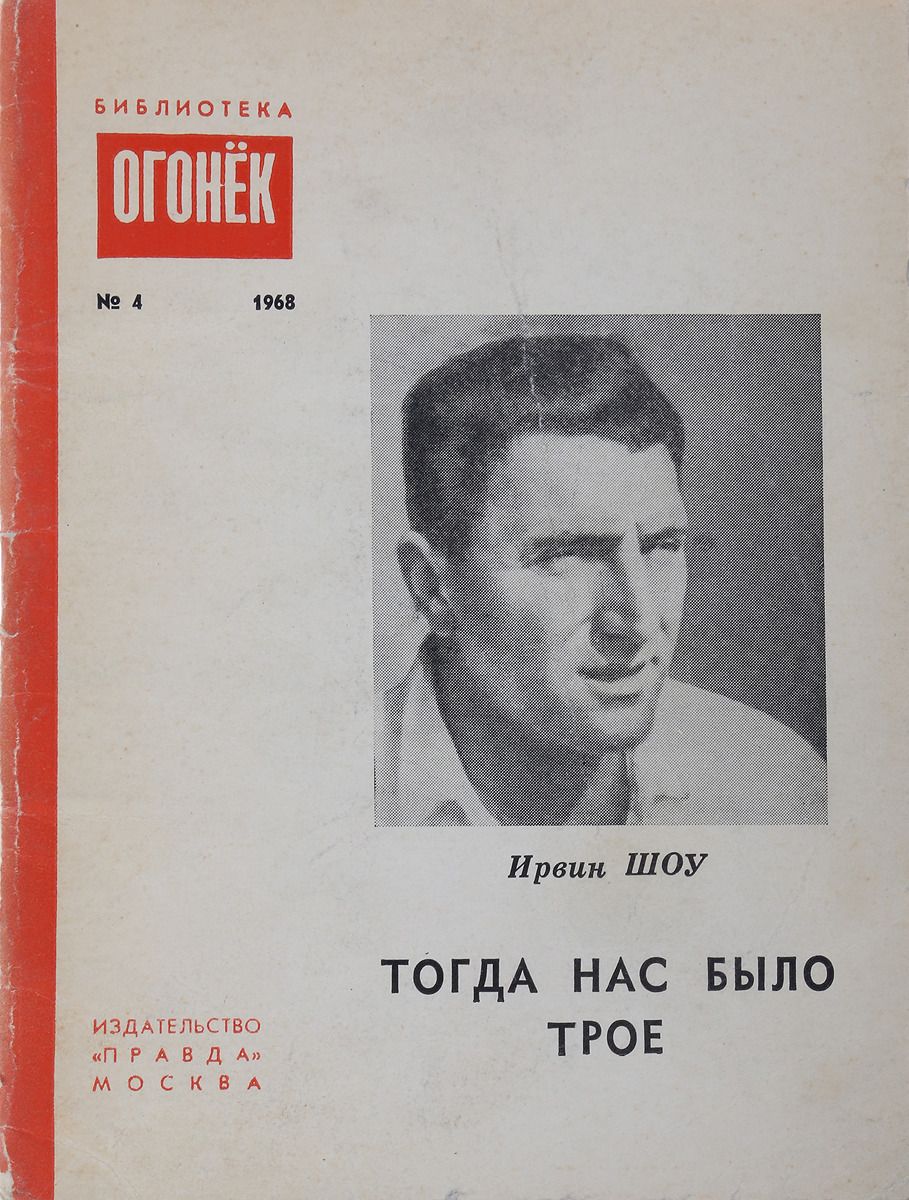 БИБЛИОТЕКА
ОГОНЁК
№ 4 1968
Ирвин ШОУ
ТОГДА НАС БЫЛО
ТРОЕ
ИЗДАТЕЛЬСТВО
«ПРАВДА»
МОСКВА